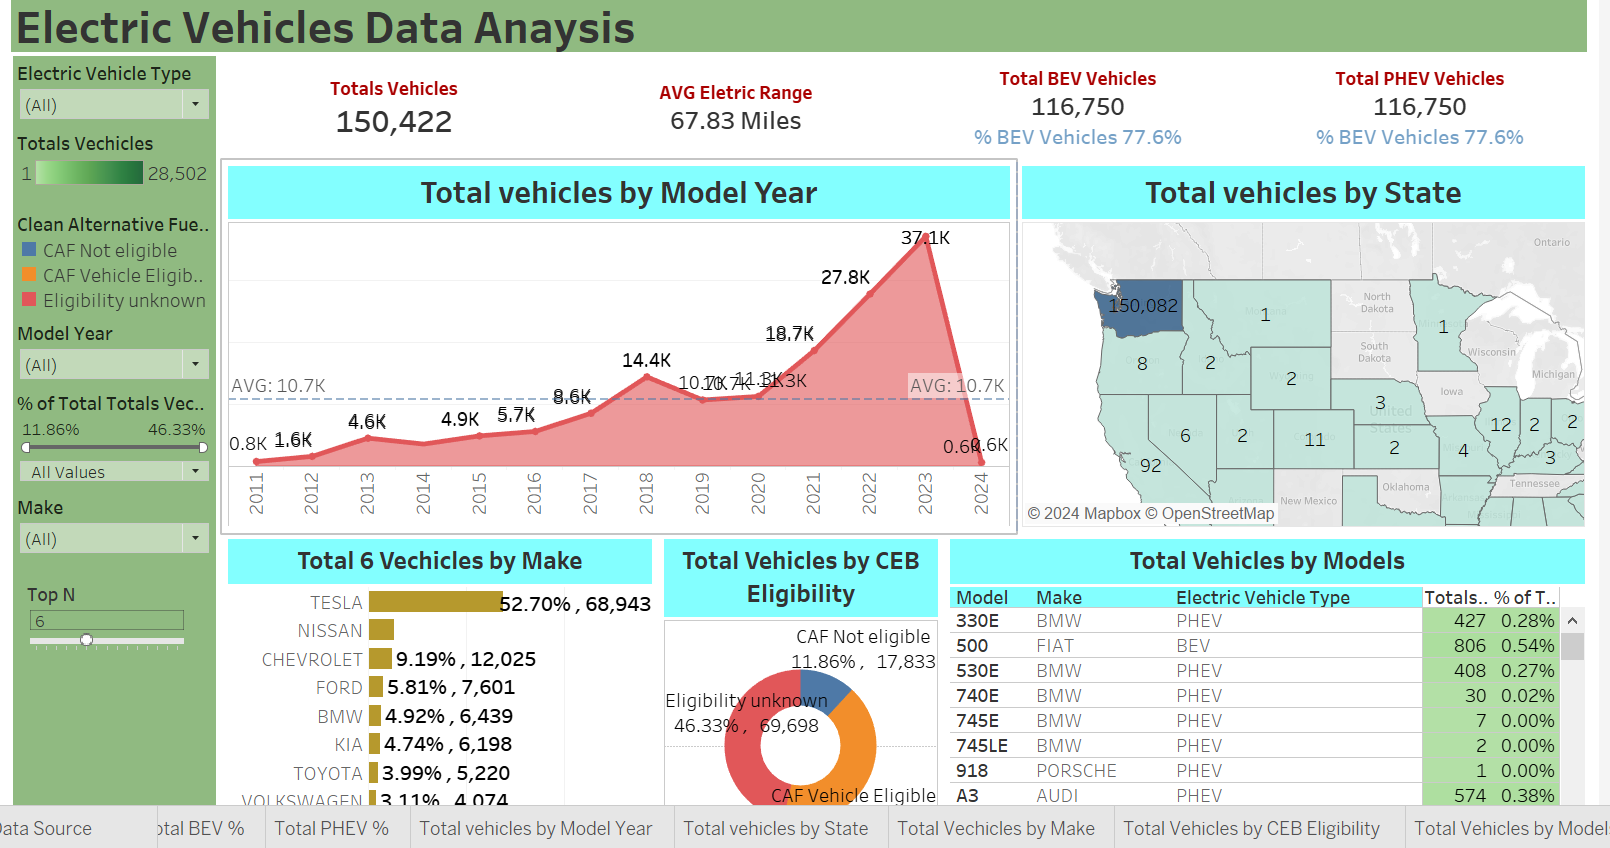 Electric Vehicles Data Anaysis
Electric Vehicle Type
(All)
Totals Vechicles
1 28,502
Clean Alternative Fue..
CAF Not eligible
CAF Vehicle Eligib..
Eligibility unknown
Model Year
(All)
% of Total Totals Vec..
11.86% 46.33%
All Values
Make
(All)
Top N
6
Totals Vehicles
150,422
AVG Eletric Range
67.83 Miles
Total BEV Vehicles
116,750
% BEV Vehicles 77.6%
Total PHEV Vehicles
116,750
% BEV Vehicles 77.6%
Total vehicles by Model Year
37.1K
27.8K
18.7K
14.4K
AVG: 10.7K
10.7K
11.3K
AVG: 10.7K
8.6K
5.7K
4.9K
4.6K
1.6K
0.8K
0.6K
0.6K
2011 2012 2013 2014 2015 2016 2017 2018 2019 2020 2021 2022 2023 2024
Total vehicles by State
Ontario
150,082
1
North
Dakota
1
8
2
South
Dakota
Wisconsin
2
Michigan
3
Iowa
United
States
6
2
11
2
4
12
2
2
3
92
New Mexico
Oklahoma
Tennessee
© 2024 Mapbox © OpenStreetMap
Total 6 Vechicles by Make
TESLA 52.70% , 68,943
NISSAN
CHEVROLET 9.19% , 12,025
FORD 5.81% , 7,601
BMW 4.92% , 6,439
KIA 4.74% , 6,198
TOYOTA 3.99% , 5,220
VOLKSWAGEN 3.11% , 4,074
Total Vehicles by CEB
Eligibility
CAF Not eligible
11.86% , 17,833
Eligibility unknown
46.33% , 69,698
CAF Vehicle Eligible
Total Vehicles by Models
Model Make Electric Vehicle Type Totals.. % of T..
330E BMW PHEV 427 0.28%
500 FIAT BEV 806 0.54%
530E BMW PHEV 408 0.27%
740E BMW PHEV 30 0.02%
745E BMW PHEV 7 0.00%
745LE BMW PHEV 2 0.00%
918 PORSCHE PHEV 1 0.00%
A3 AUDI PHEV 574 0.38%
Data Source
otal BEV %
Total PHEV %
Total vehicles by Model Year
Total vehicles by State
Total Vechicles by Make
Total Vehicles by CEB Eligibility
Total Vehicles by Model